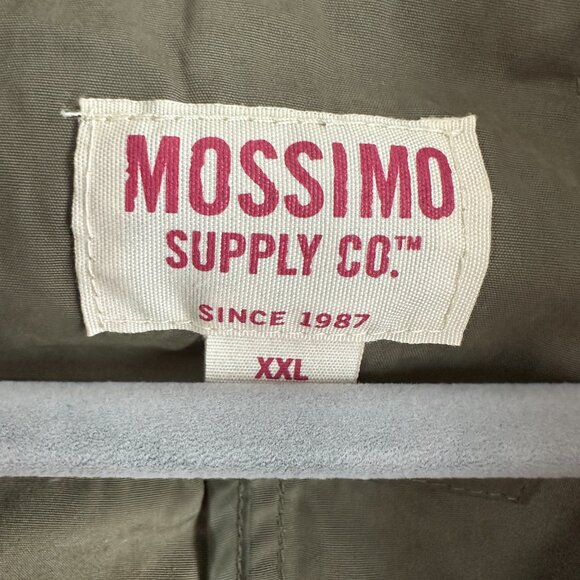 MOSSIMO
SUPPLY CO.™
SINCE 1987
XXL